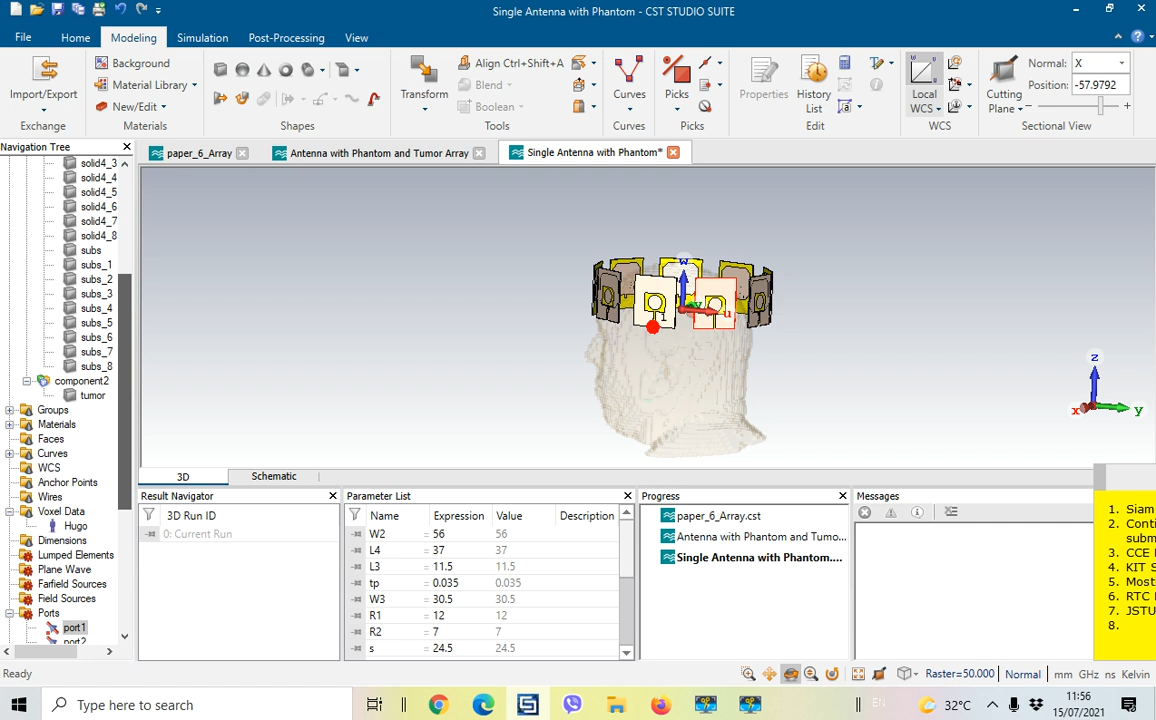 Single Antenna with Phantom - CST STUDIO SUITE
File Home Modeling Simulation Post-Processing View
Import/Export
Exchange
Background
Material Library
New/Edit
Materials
Shapes
Transform
Align Ctrl+Shift+A
Blend
Boolean
Tools
Curves
Curves
Picks
Picks
Properties
History List
Edit
Local WCS
WCS
Cutting Plane
Normal: X
Position: -57.9792
Sectional View
Navigation Tree
paper_6_Array
Antenna with Phantom and Tumor Array
Single Antenna with Phantom*
solid4_3
solid4_4
solid4_5
solid4_6
solid4_7
solid4_8
subs
subs_1
subs_2
subs_3
subs_4
subs_5
subs_6
subs_7
subs_8
component2
tumor
Groups
Materials
Faces
Curves
WCS
Anchor Points
Wires
Voxel Data
Hugo
Dimensions
Lumped Elements
Plane Wave
Farfield Sources
Field Sources
Ports
port1
port2
w
v
u
1
z
x
y
3D Schematic
Result Navigator
3D Run ID
0: Current Run
Parameter List
Name Expression Value Description
W2 = 56 56
L4 = 37 37
L3 = 11.5 11.5
tp = 0.035 0.035
W3 = 30.5 30.5
R1 = 12 12
R2 = 7 7
s = 24.5 24.5
Progress
paper_6_Array.cst
Antenna with Phantom and Tumo...
Single Antenna with Phantom....
Messages
1. Siam
2. Conti
subm
3. CCE
4. KIT S
5. Most
6. RTC
7. JSTU
8.
Ready
Raster=50.000 Normal mm GHz ns Kelvin
Type here to search
EN
32°C
11:56
15/07/2021